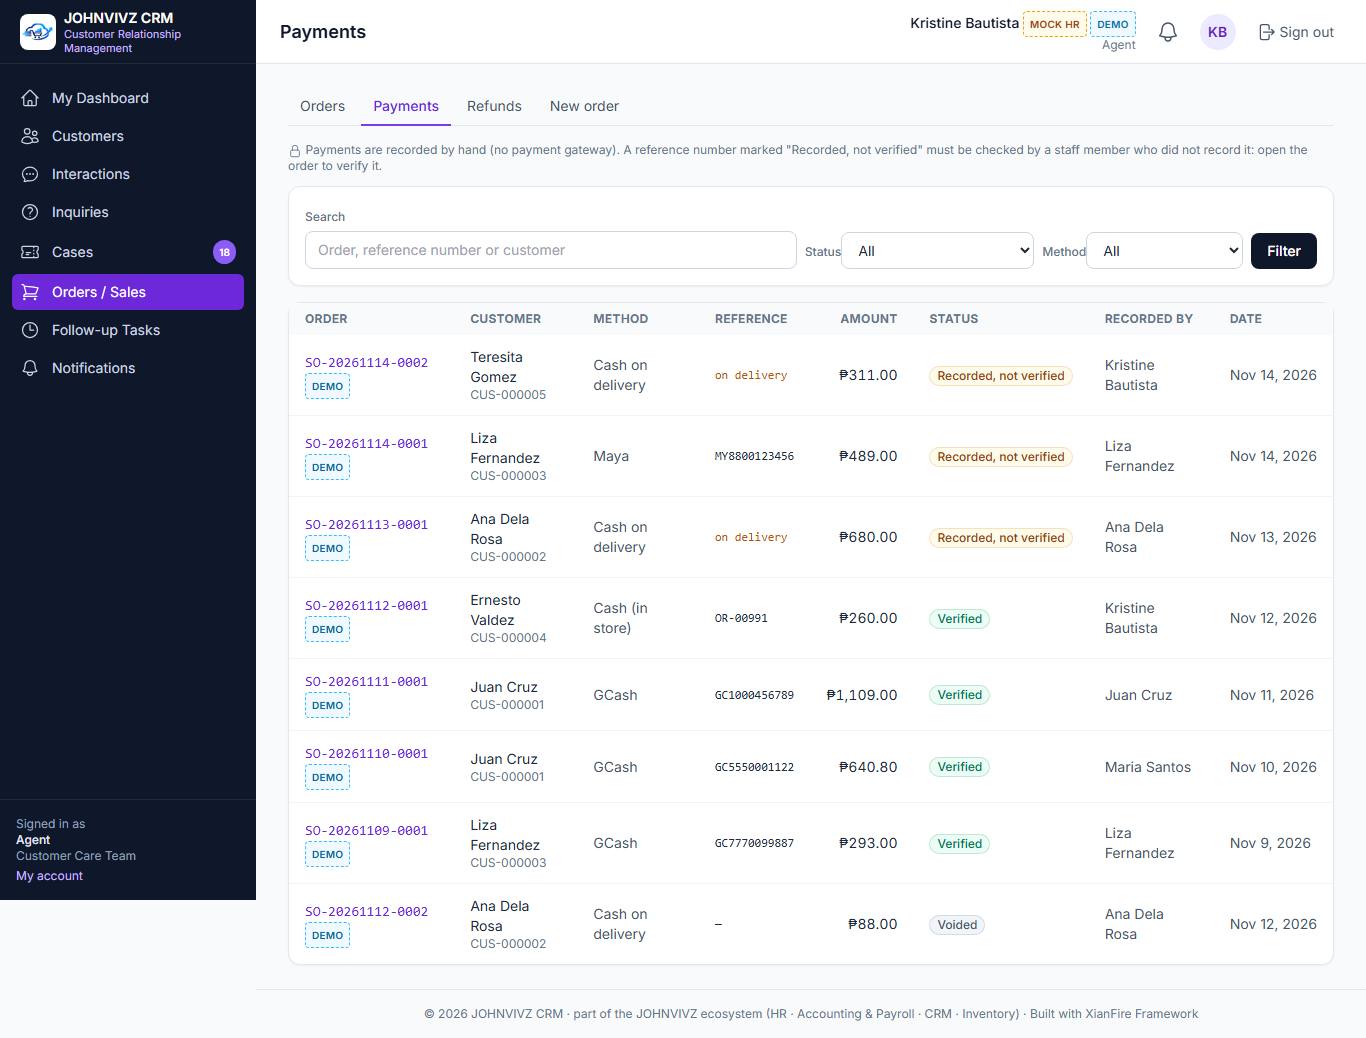 JOHNVIVZ CRM
Customer Relationship
Management
My Dashboard
Customers
Interactions
Inquiries
Cases 18
Orders / Sales
Follow-up Tasks
Notifications
Signed in as
Agent
Customer Care Team
My account
Payments
Kristine Bautista MOCK HR DEMO
Agent
KB
Sign out
Orders Payments Refunds New order
Payments are recorded by hand (no payment gateway). A reference number marked "Recorded, not verified" must be checked by a staff member who did not record it: open the
order to verify it.
Search
Order, reference number or customer
Status All
Method All
Filter
ORDER CUSTOMER METHOD REFERENCE AMOUNT STATUS RECORDED BY DATE
SO-20261114-0002 DEMO Teresita Gomez CUS-000005 Cash on delivery on delivery ₱311.00 Recorded, not verified Kristine Bautista Nov 14, 2026
SO-20261114-0001 DEMO Liza Fernandez CUS-000003 Maya MY8800123456 ₱489.00 Recorded, not verified Liza Fernandez Nov 14, 2026
SO-20261113-0001 DEMO Ana Dela Rosa CUS-000002 Cash on delivery on delivery ₱680.00 Recorded, not verified Ana Dela Rosa Nov 13, 2026
SO-20261112-0001 DEMO Ernesto Valdez CUS-000004 Cash (in store) OR-00991 ₱260.00 Verified Kristine Bautista Nov 12, 2026
SO-20261111-0001 DEMO Juan Cruz CUS-000001 GCash GC1000456789 ₱1,109.00 Verified Juan Cruz Nov 11, 2026
SO-20261110-0001 DEMO Juan Cruz CUS-000001 GCash GC5550001122 ₱640.80 Verified Maria Santos Nov 10, 2026
SO-20261109-0001 DEMO Liza Fernandez CUS-000003 GCash GC7770099887 ₱293.00 Verified Liza Fernandez Nov 9, 2026
SO-20261112-0002 DEMO Ana Dela Rosa CUS-000002 Cash on delivery – ₱88.00 Voided Ana Dela Rosa Nov 12, 2026
© 2026 JOHNVIVZ CRM · part of the JOHNVIVZ ecosystem (HR · Accounting & Payroll · CRM · Inventory) · Built with XianFire Framework